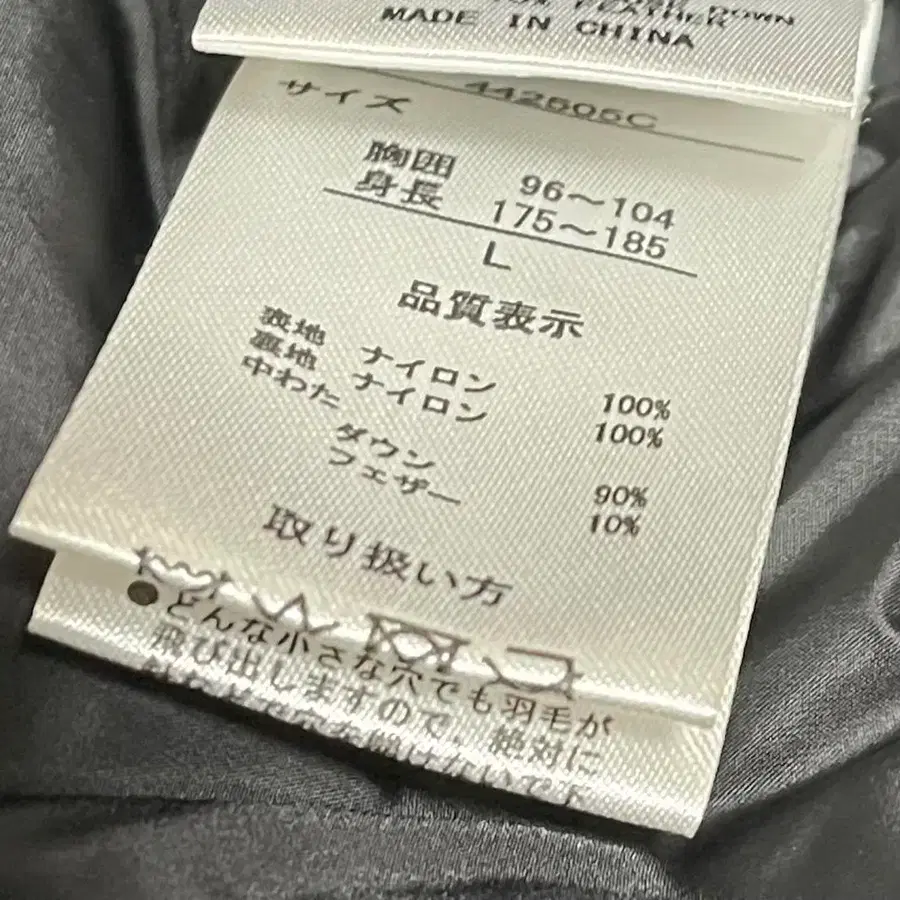 DOWN
FEATHER
MADE IN CHINA
442505C
サイズ
胸囲 96～104
身長 175～185
L
品質表示
表地 ナイロン 100%
裏地 ナイロン 100%
中わた
ダウン 90%
フェザー 10%
取り扱い方
●どんな小さな穴でも羽毛が
飛び出しますので、絶対に